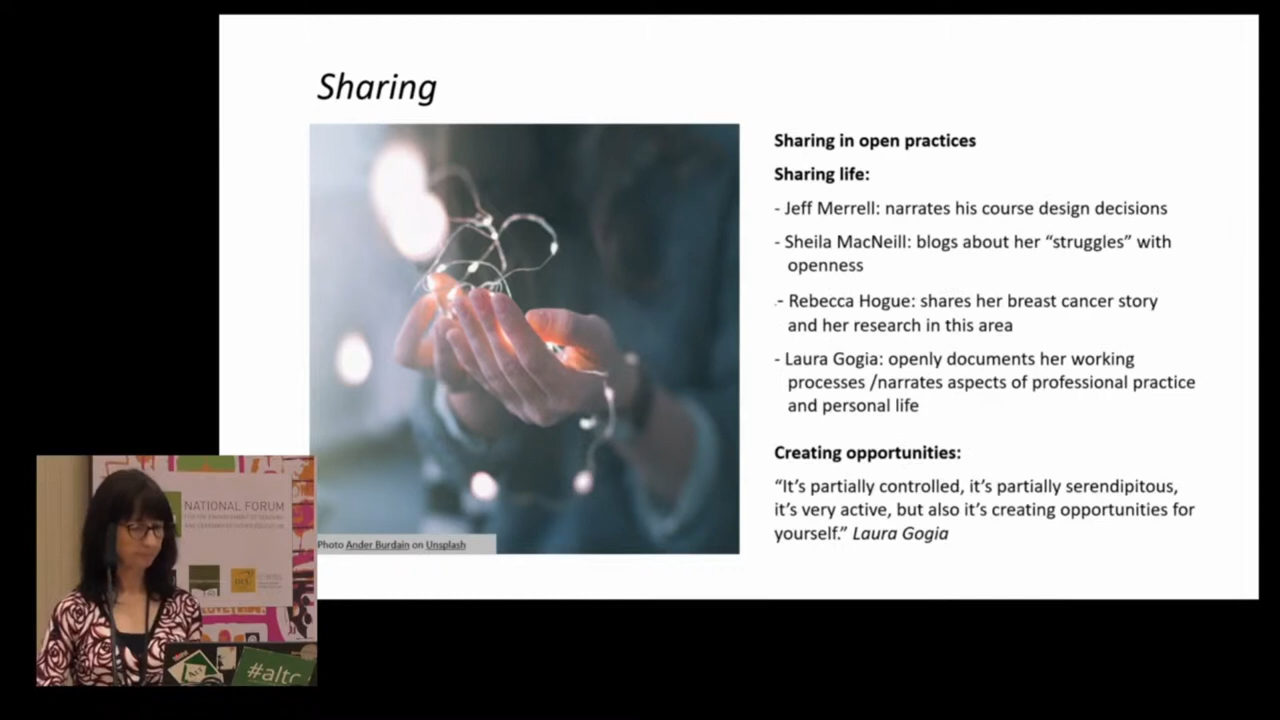 Sharing
Sharing in open practices
Sharing life:
- Jeff Merrell: narrates his course design decisions
- Sheila MacNeill: blogs about her “struggles” with
openness
- Rebecca Hogue: shares her breast cancer story
and her research in this area
- Laura Gogia: openly documents her working
processes /narrates aspects of professional practice
and personal life
Creating opportunities:
“It’s partially controlled, it’s partially serendipitous,
it’s very active, but also it’s creating opportunities for
yourself.” Laura Gogia
Photo Ander Burdain on Unsplash
NATIONAL FORUM
#altc